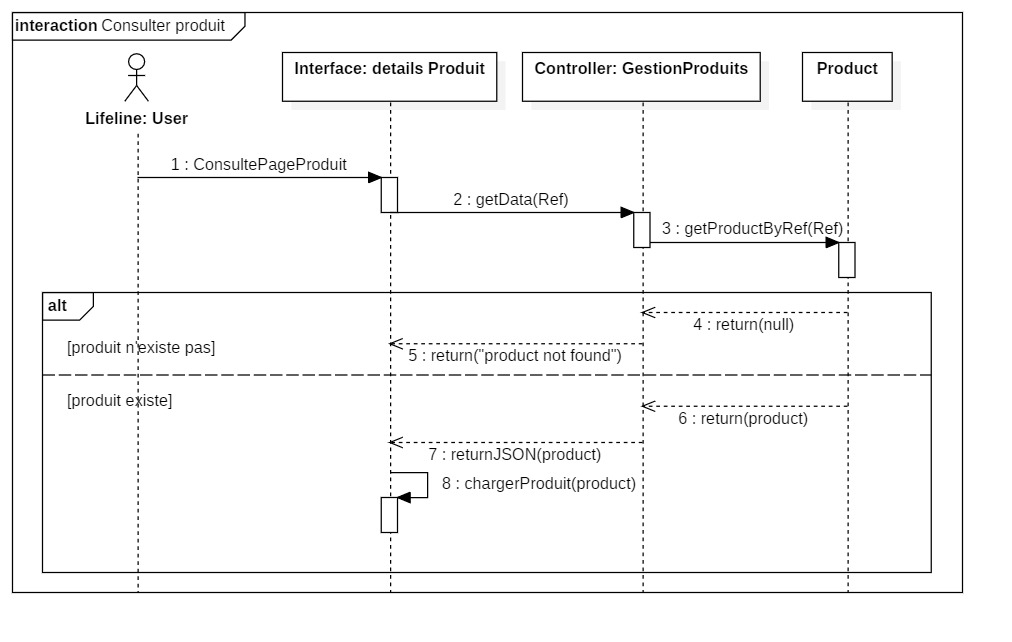 interaction Consulter produit
Interface: details Produit
Controller: GestionProduits
Product
Lifeline: User
1 : ConsultePageProduit
2 : getData(Ref)
3 : getProductByRef(Ref)
alt
4 : return(null)
[produit n'existe pas]
5 : return("product not found")
[produit existe]
6 : return(product)
7 : returnJSON(product)
8 : chargerProduit(product)